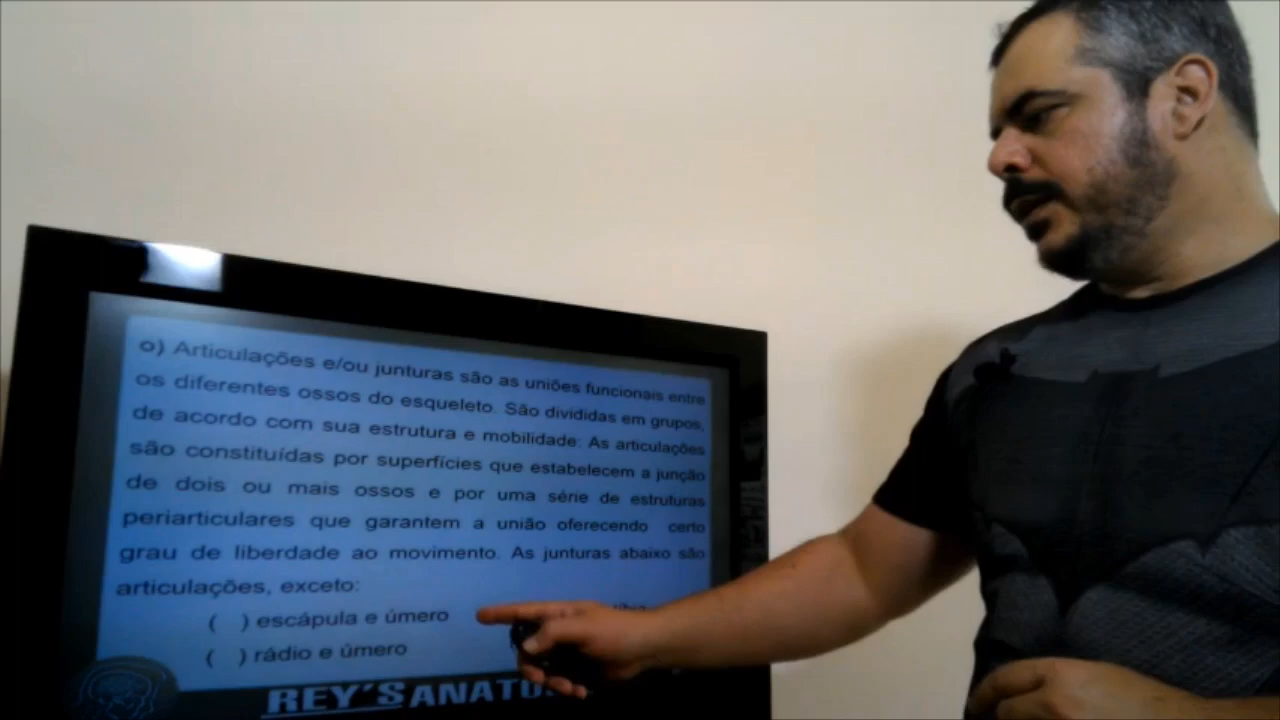 o) Articulações e/ou junturas são as uniões funcionais entre
os diferentes ossos do esqueleto. São divididas em grupos,
de acordo com sua estrutura e mobilidade: As articulações
são constituídas por superfícies que estabelecem a junção
de dois ou mais ossos e por uma série de estruturas
periarticulares que garantem a união oferecendo certo
grau de liberdade ao movimento. As junturas abaixo são
articulações, exceto:
( ) escápula e úmero
( ) rádio e úmero
REY'S